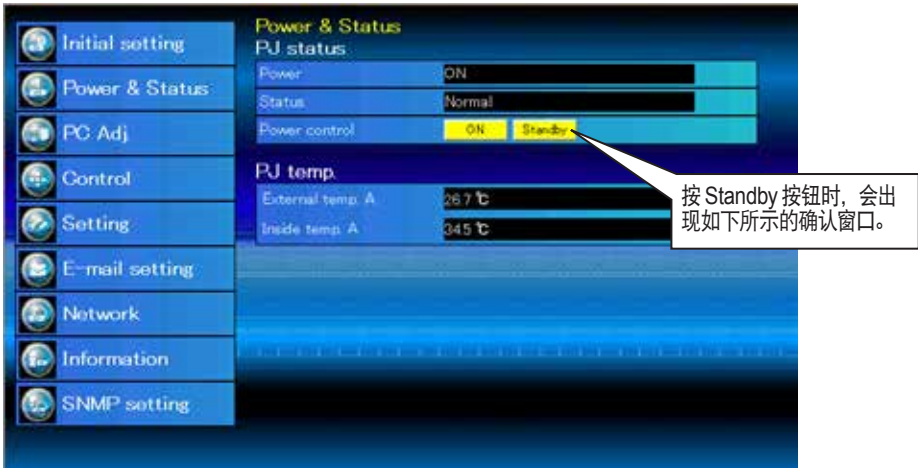 Initial setting
Power & Status
PC Adj.
Control
Setting
E-mail setting
Network
Information
SNMP setting
Power & Status
PJ status
Power ON
Status Normal
Power control ON Standby
PJ temp.
External temp. A 26.7 ℃
Inside temp. A 34.5 ℃
按 Standby 按钮时，会出
现如下所示的确认窗口。